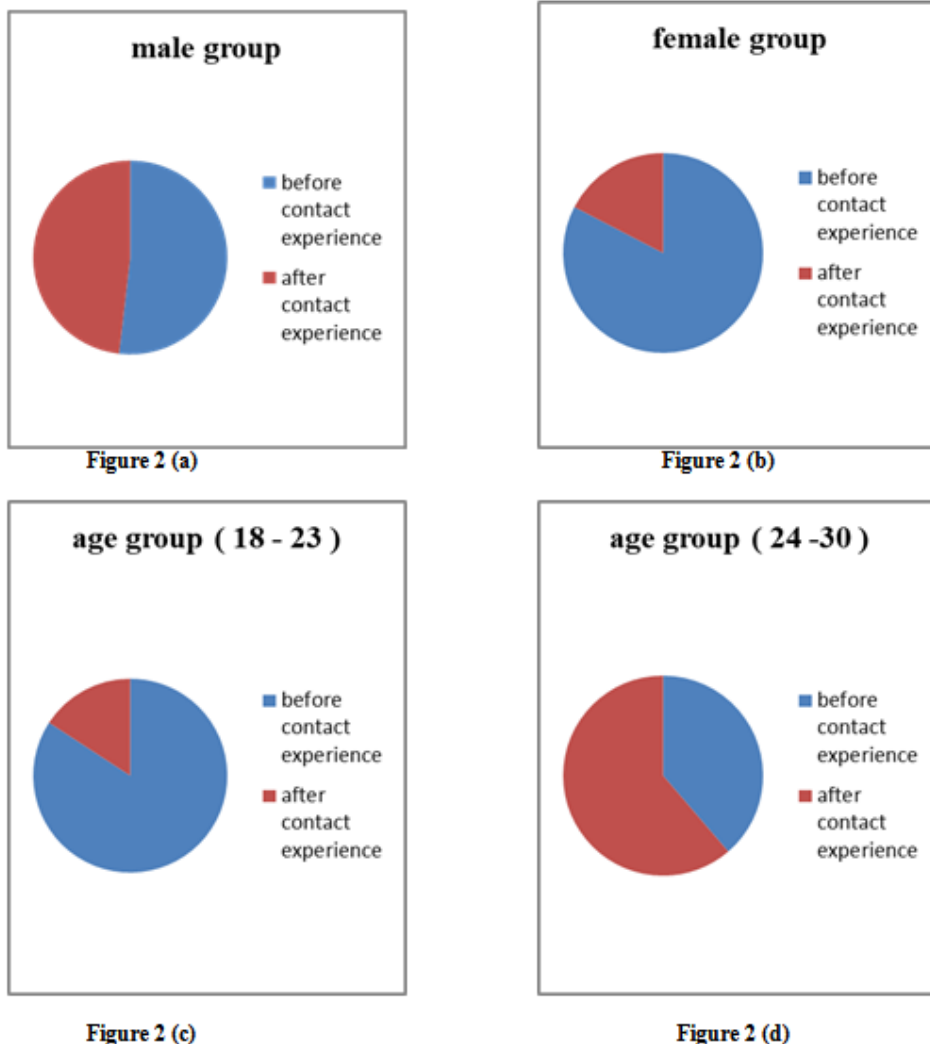 male group
before
contact
experience
after
contact
experience
Figure 2 (a)
female group
before
contact
experience
after
contact
experience
Figure 2 (b)
age group ( 18 - 23 )
before
contact
experience
after
contact
experience
Figure 2 (c)
age group ( 24 -30 )
before
contact
experience
after
contact
experience
Figure 2 (d)